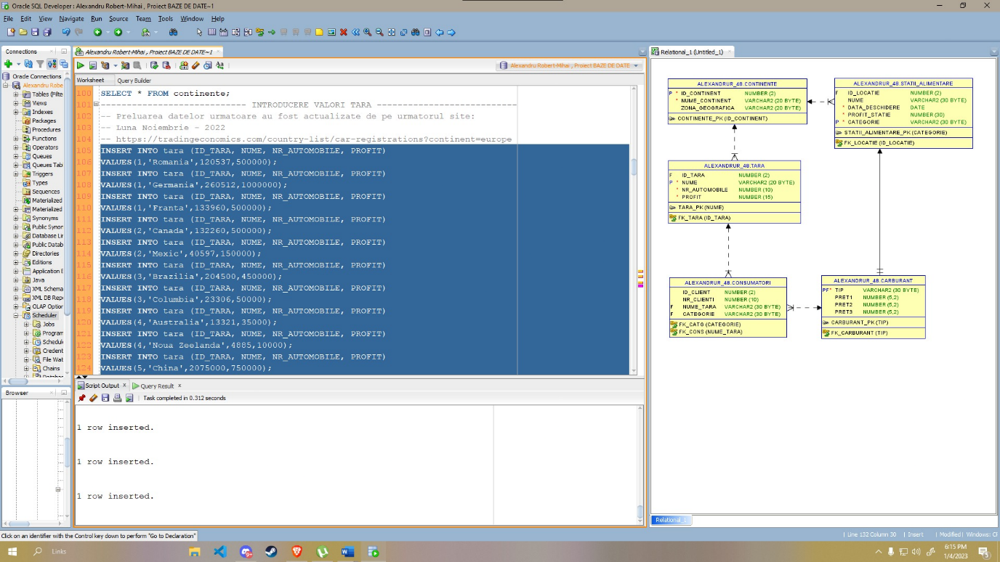 Oracle SQL Developer : Alexandru Robert-Mihai , Proiect BAZE DE DATE~1
File Edit View Navigate Run Source Team Tools Window Help
Connections
Oracle Connections
Alexandru Robe
Tables (Filte
Views
Indexes
Packages
Procedures
Functions
Operators
Queues
Queues Tab
Triggers
Types
Sequences
Materialized
Materialized
Synonyms
Public Synon
Database Lin
Public Datab
Directories
Editions
Application E
Java
XML Schema
XML DB Repo
OLAP Option
Scheduler
Jobs
Program
Schedul
Credent
File Wat
Chains
Browser
Alexandru Robert-Mihai , Proiect BAZE DE DATE~1
Alexandru Robert-Mihai , Proiect BAZE DE DATE
Worksheet Query Builder
100 SELECT * FROM continente;
101 ------------------------ INTRODUCERE VALORI TARA -----------------------
102 -- Preluarea datelor urmatoare au fost actualizate de pe urmatorul site:
103 -- Luna Noiembrie - 2022
104 -- https://tradingeconomics.com/country-list/car-registrations?continent=europe
105 INSERT INTO tara (ID_TARA, NUME, NR_AUTOMOBILE, PROFIT)
106 VALUES(1,'Romania',120537,500000);
107 INSERT INTO tara (ID_TARA, NUME, NR_AUTOMOBILE, PROFIT)
108 VALUES(1,'Germania',260512,1000000);
109 INSERT INTO tara (ID_TARA, NUME, NR_AUTOMOBILE, PROFIT)
110 VALUES(1,'Franta',133960,500000);
111 INSERT INTO tara (ID_TARA, NUME, NR_AUTOMOBILE, PROFIT)
112 VALUES(2,'Canada',132260,500000);
113 INSERT INTO tara (ID_TARA, NUME, NR_AUTOMOBILE, PROFIT)
114 VALUES(2,'Mexic',40597,150000);
115 INSERT INTO tara (ID_TARA, NUME, NR_AUTOMOBILE, PROFIT)
116 VALUES(3,'Brazilia',204500,450000);
117 INSERT INTO tara (ID_TARA, NUME, NR_AUTOMOBILE, PROFIT)
118 VALUES(3,'Columbia',23306,50000);
119 INSERT INTO tara (ID_TARA, NUME, NR_AUTOMOBILE, PROFIT)
120 VALUES(4,'Australia',13321,35000);
121 INSERT INTO tara (ID_TARA, NUME, NR_AUTOMOBILE, PROFIT)
122 VALUES(4,'Noua Zeelanda',4885,10000);
123 INSERT INTO tara (ID_TARA, NUME, NR_AUTOMOBILE, PROFIT)
124 VALUES(5,'China',2075000,750000);
Script Output Query Result
Task completed in 0.312 seconds
1 row inserted.
1 row inserted.
1 row inserted.
Relational_1 (Untitled_1)
ALEXANDRUR_48.CONTINENTE
P * ID_CONTINENT NUMBER (2)
* NUME_CONTINENT VARCHAR2 (20 BYTE)
ZONA_GEOGRAFICA VARCHAR2 (20 BYTE)
CONTINENTE_PK (ID_CONTINENT)
ALEXANDRUR_48.STATII_ALIMENTARE
F ID_LOCATIE NUMBER (2)
NUME VARCHAR2 (30 BYTE)
* DATA_DESCHIDERE DATE
* PROFIT_STATIE NUMBER (30)
P * CATEGORIE VARCHAR2 (30 BYTE)
STATII_ALIMENTARE_PK (CATEGORIE)
FK_LOCATIE (ID_LOCATIE)
ALEXANDRUR_48.TARA
F ID_TARA NUMBER (2)
P * NUME VARCHAR2 (20 BYTE)
* NR_AUTOMOBILE NUMBER (10)
* PROFIT NUMBER (15)
TARA_PK (NUME)
FK_TARA (ID_TARA)
ALEXANDRUR_48.CONSUMATORI
ID_CLIENT NUMBER (2)
NR_CLIENTI NUMBER (10)
F NUME_TARA VARCHAR2 (30 BYTE)
F CATEGORIE VARCHAR2 (30 BYTE)
FK_CATG (CATEGORIE)
FK_CONS (NUME_TARA)
ALEXANDRUR_48.CARBURANT
PF* TIP VARCHAR2 (30 BYTE)
PRET1 NUMBER (5,2)
PRET2 NUMBER (5,2)
PRET3 NUMBER (5,2)
CARBURANT_PK (TIP)
FK_CARBURANT (TIP)
Relational_1
Click on an identifier with the Control key down to perform "Go to Declaration"
Line 132 Column 30 Insert Modified Windows: Cl
Links
6:15 PM
1/4/2023
5